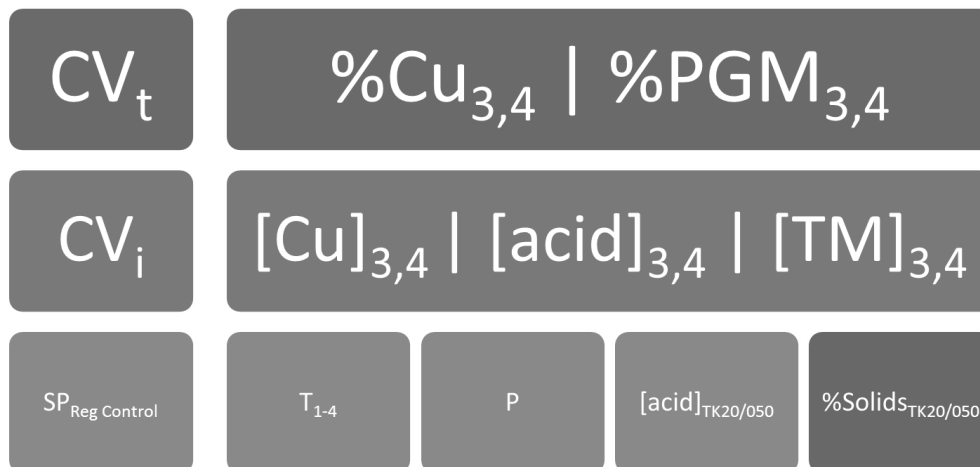 CVt %Cu3,4 | %PGM3,4
CVi [Cu]3,4 | [acid]3,4 | [TM]3,4
SPReg Control T1-4 P [acid]TK20/050 %SolidsTK20/050